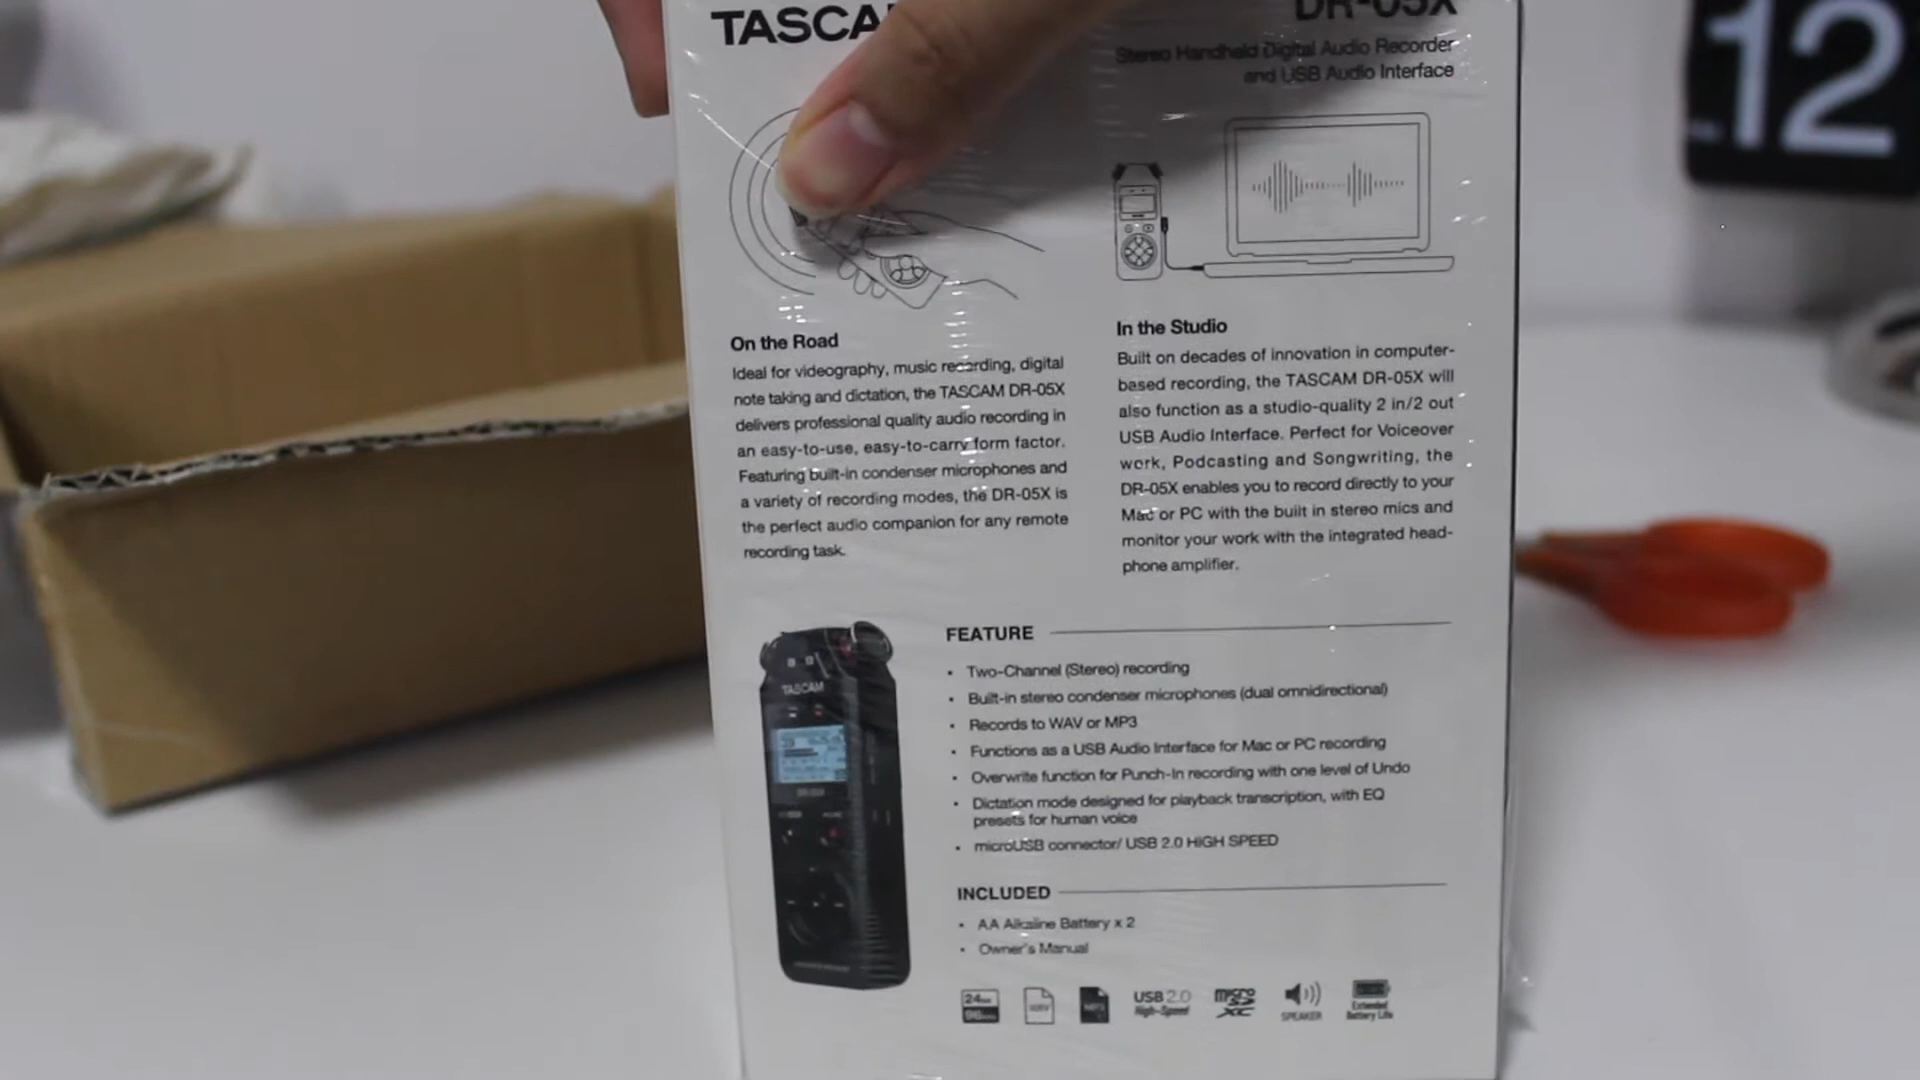 TASCA
DR-05X
Stereo Handheld Digital Audio Recorder
and USB Audio Interface
12
On the Road
Ideal for videography, music recording, digital
note taking and dictation, the TASCAM DR-05X
delivers professional quality audio recording in
an easy-to-use, easy-to-carry form factor.
Featuring built-in condenser microphones and
a variety of recording modes, the DR-05X is
the perfect audio companion for any remote
recording task.
In the Studio
Built on decades of innovation in computer-
based recording, the TASCAM DR-05X will
also function as a studio-quality 2 in/2 out
USB Audio Interface. Perfect for Voiceover
work, Podcasting and Songwriting, the
DR-05X enables you to record directly to your
Mac or PC with the built in stereo mics and
monitor your work with the integrated head-
phone amplifier.
TASCAM
FEATURE
• Two-Channel (Stereo) recording
• Built-in stereo condenser microphones (dual omnidirectional)
• Records to WAV or MP3
• Functions as a USB Audio Interface for Mac or PC recording
• Overwrite function for Punch-In recording with one level of Undo
• Dictation mode designed for playback transcription, with EQ
presets for human voice
• microUSB connector/ USB 2.0 HIGH SPEED
INCLUDED
• AA Alkaline Battery x 2
• Owner's Manual
24
96
WAV
MP3
USB 2.0
High-Speed
micro
SD
XC
SPEAKER
Extended
Battery Life